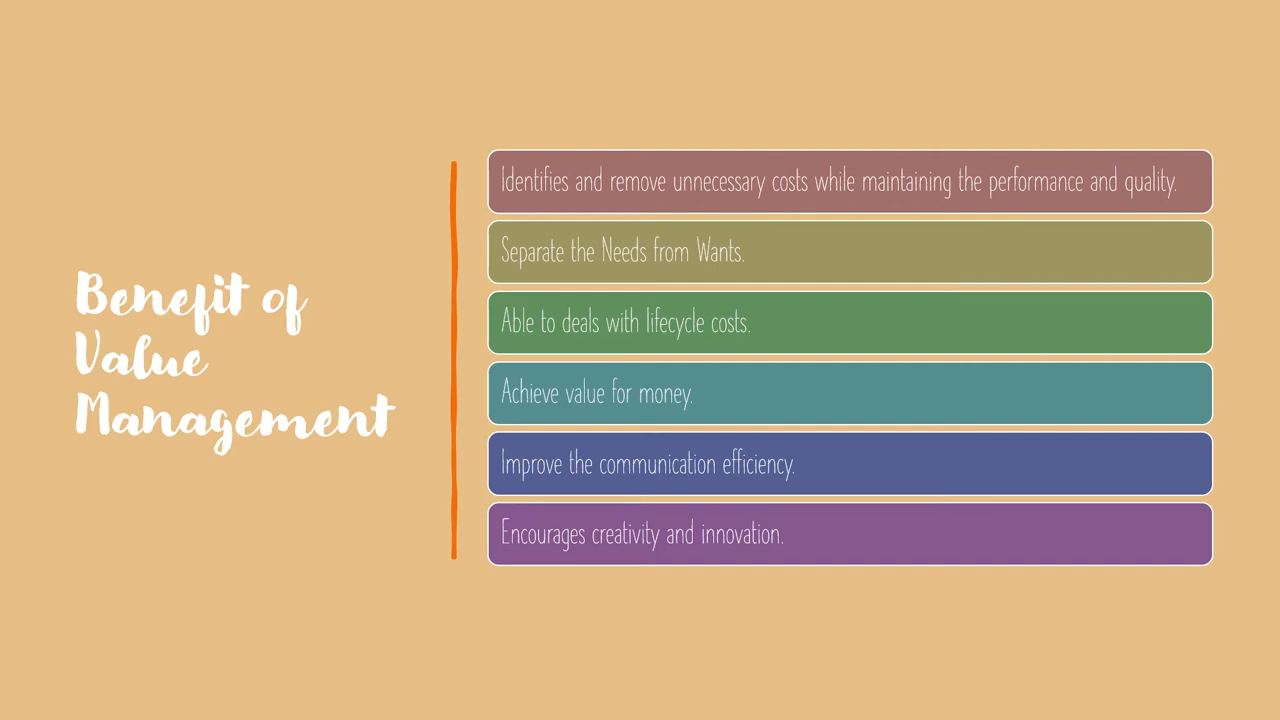 Benefit of
Value
Management
Identifies and remove unnecessary costs while maintaining the performance and quality.
Separate the Needs from Wants.
Able to deals with lifecycle costs.
Achieve value for money.
Improve the communication efficiency.
Encourages creativity and innovation.